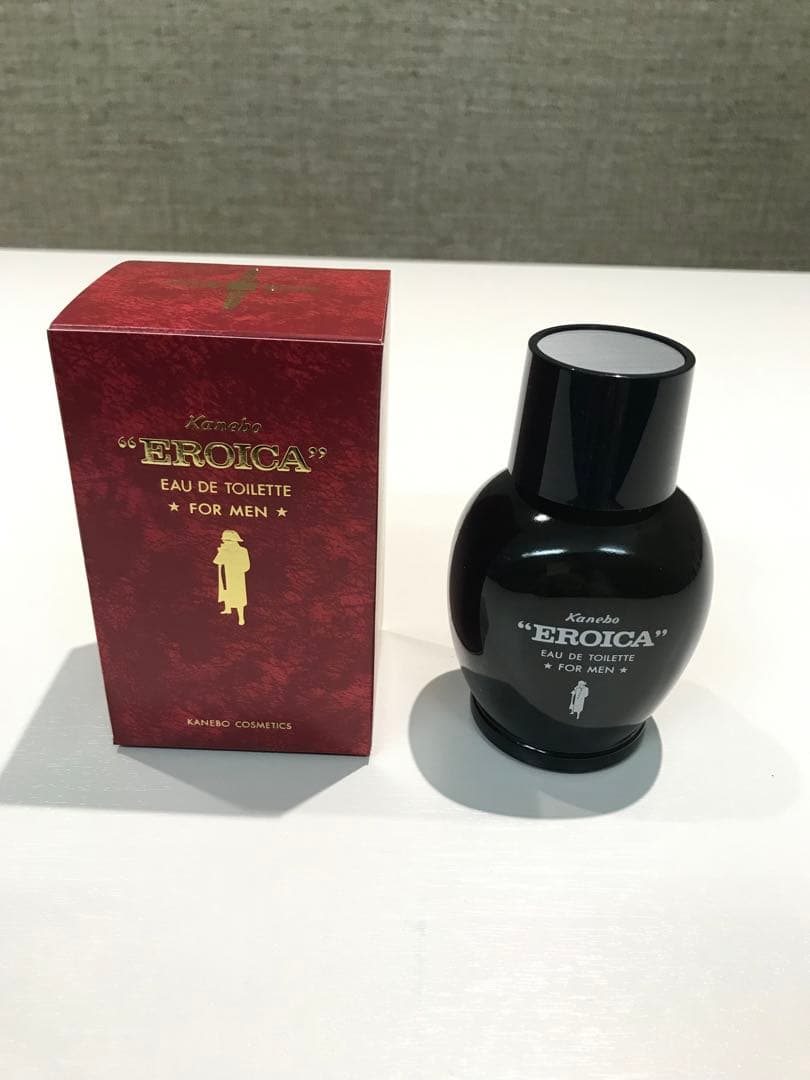 Kanebo
“EROICA”
EAU DE TOILETTE
★ FOR MEN ★
KANEBO COSMETICS
Kanebo
“EROICA”
EAU DE TOILETTE
★ FOR MEN ★